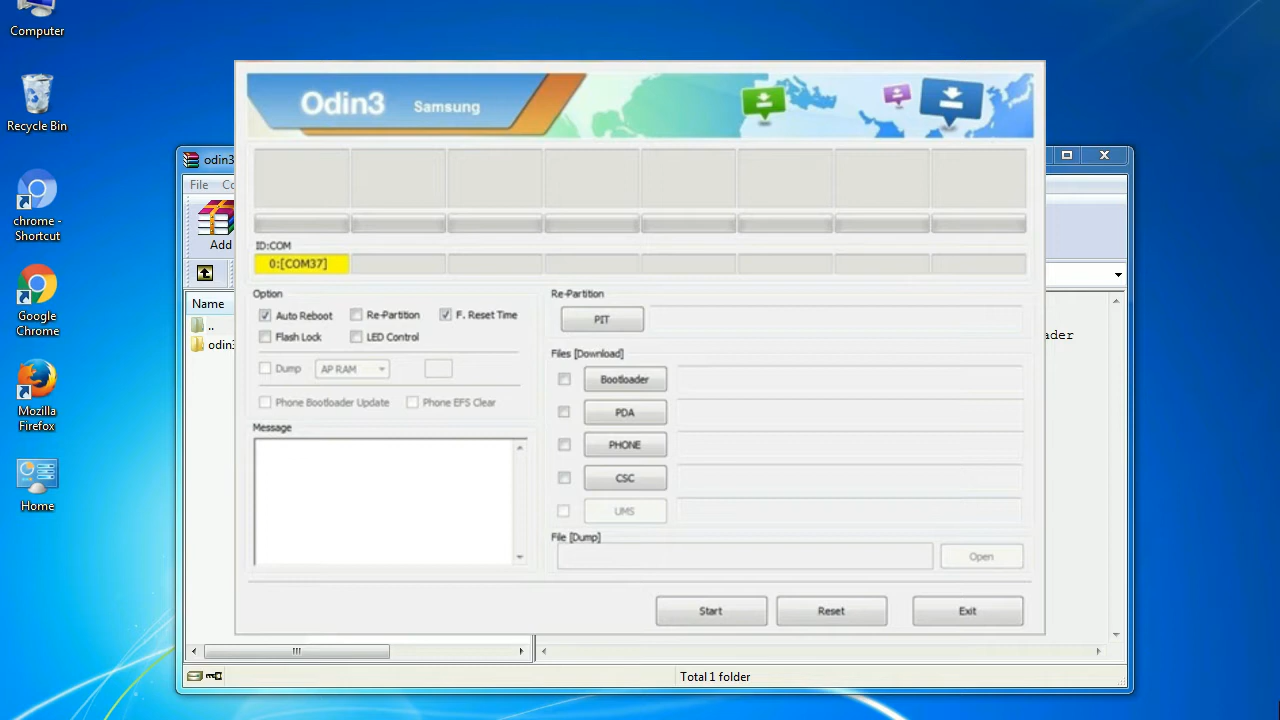 Computer
Recycle Bin
chrome -
Shortcut
Google
Chrome
Mozilla
Firefox
Home
odin3
File Co
Add
Name
..
odin3
ader
Total 1 folder
Odin3 Samsung
ID:COM
0:[COM37]
Option
Auto Reboot Re-Partition F. Reset Time
Flash Lock LED Control
Dump AP RAM
Phone Bootloader Update Phone EFS Clear
Message
Re-Partition
PIT
Files [Download]
Bootloader
PDA
PHONE
CSC
UMS
File [Dump]
Open
Start Reset Exit